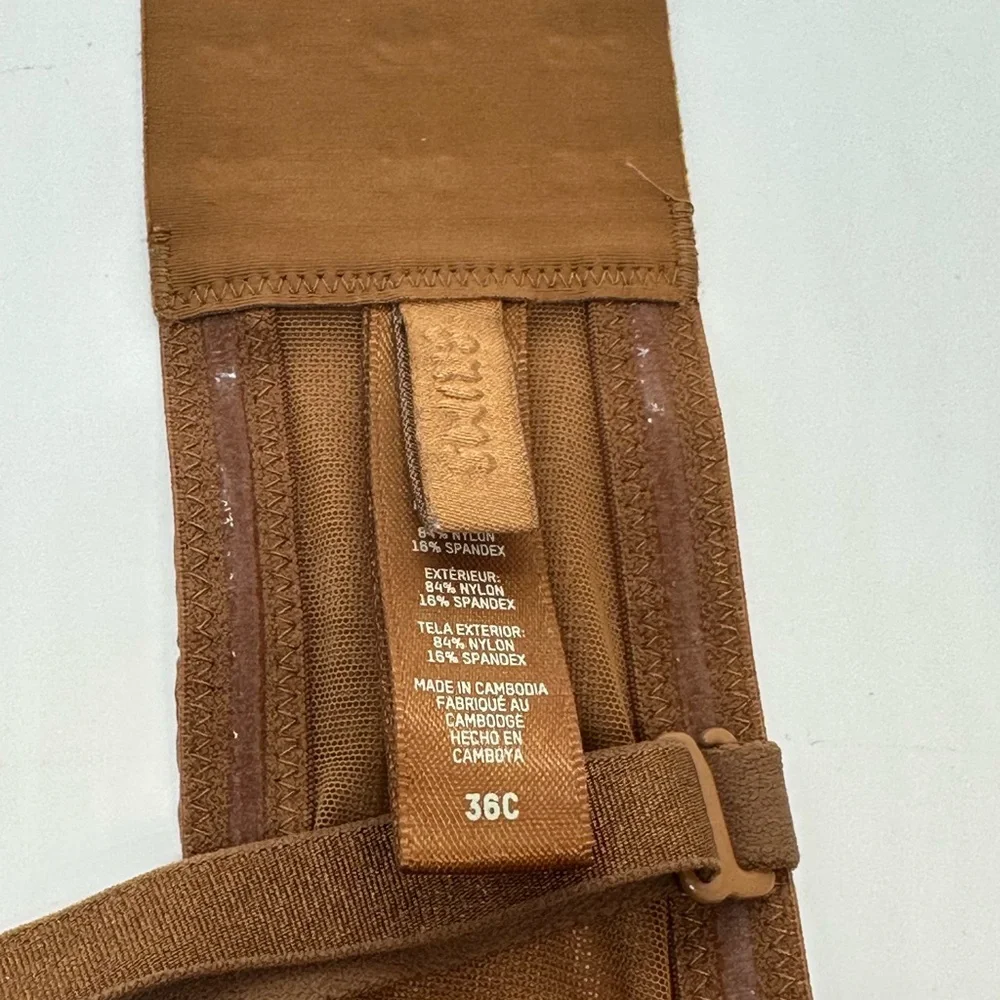 SKIMS
84% NYLON
16% SPANDEX
EXTÉRIEUR:
84% NYLON
16% SPANDEX
TELA EXTERIOR:
84% NYLON
16% SPANDEX
MADE IN CAMBODIA
FABRIQUÉ AU
CAMBODGE
HECHO EN
CAMBOYA
36C